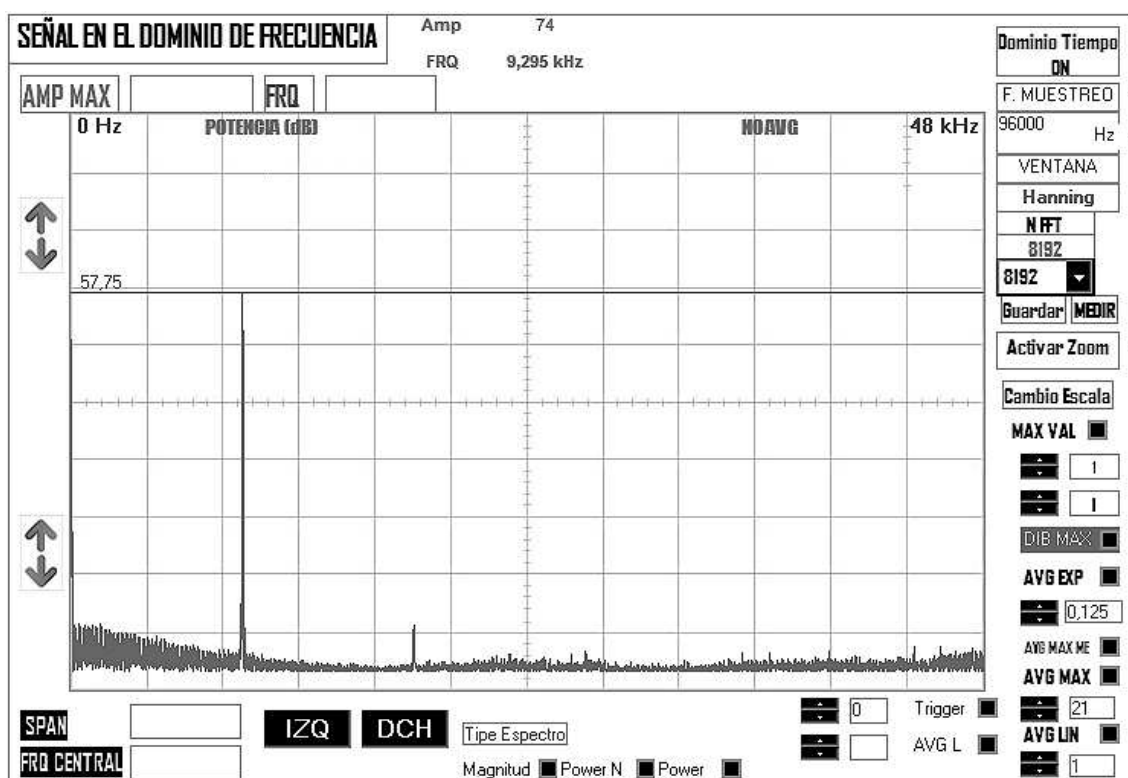 SEÑAL EN EL DOMINIO DE FRECUENCIA
Amp 74
FRQ 9,295 kHz
AMP MAX FRQ
0 Hz POTENCIA (dB) NO AVG 48 kHz
57,75
Dominio Tiempo
ON
F. MUESTREO
96000 Hz
VENTANA
Hanning
N FFT
8192
8192
Guardar MEDIR
Activar Zoom
Cambio Escala
MAX VAL
1
1
DIB MAX
AVG EXP
0,125
AVG MAX ME
AVG MAX
21
AVG LIN
1
SPAN
FRQ CENTRAL
IZQ DCH
Tipe Espectro
Magnitud Power N Power
0 Trigger
AVG L